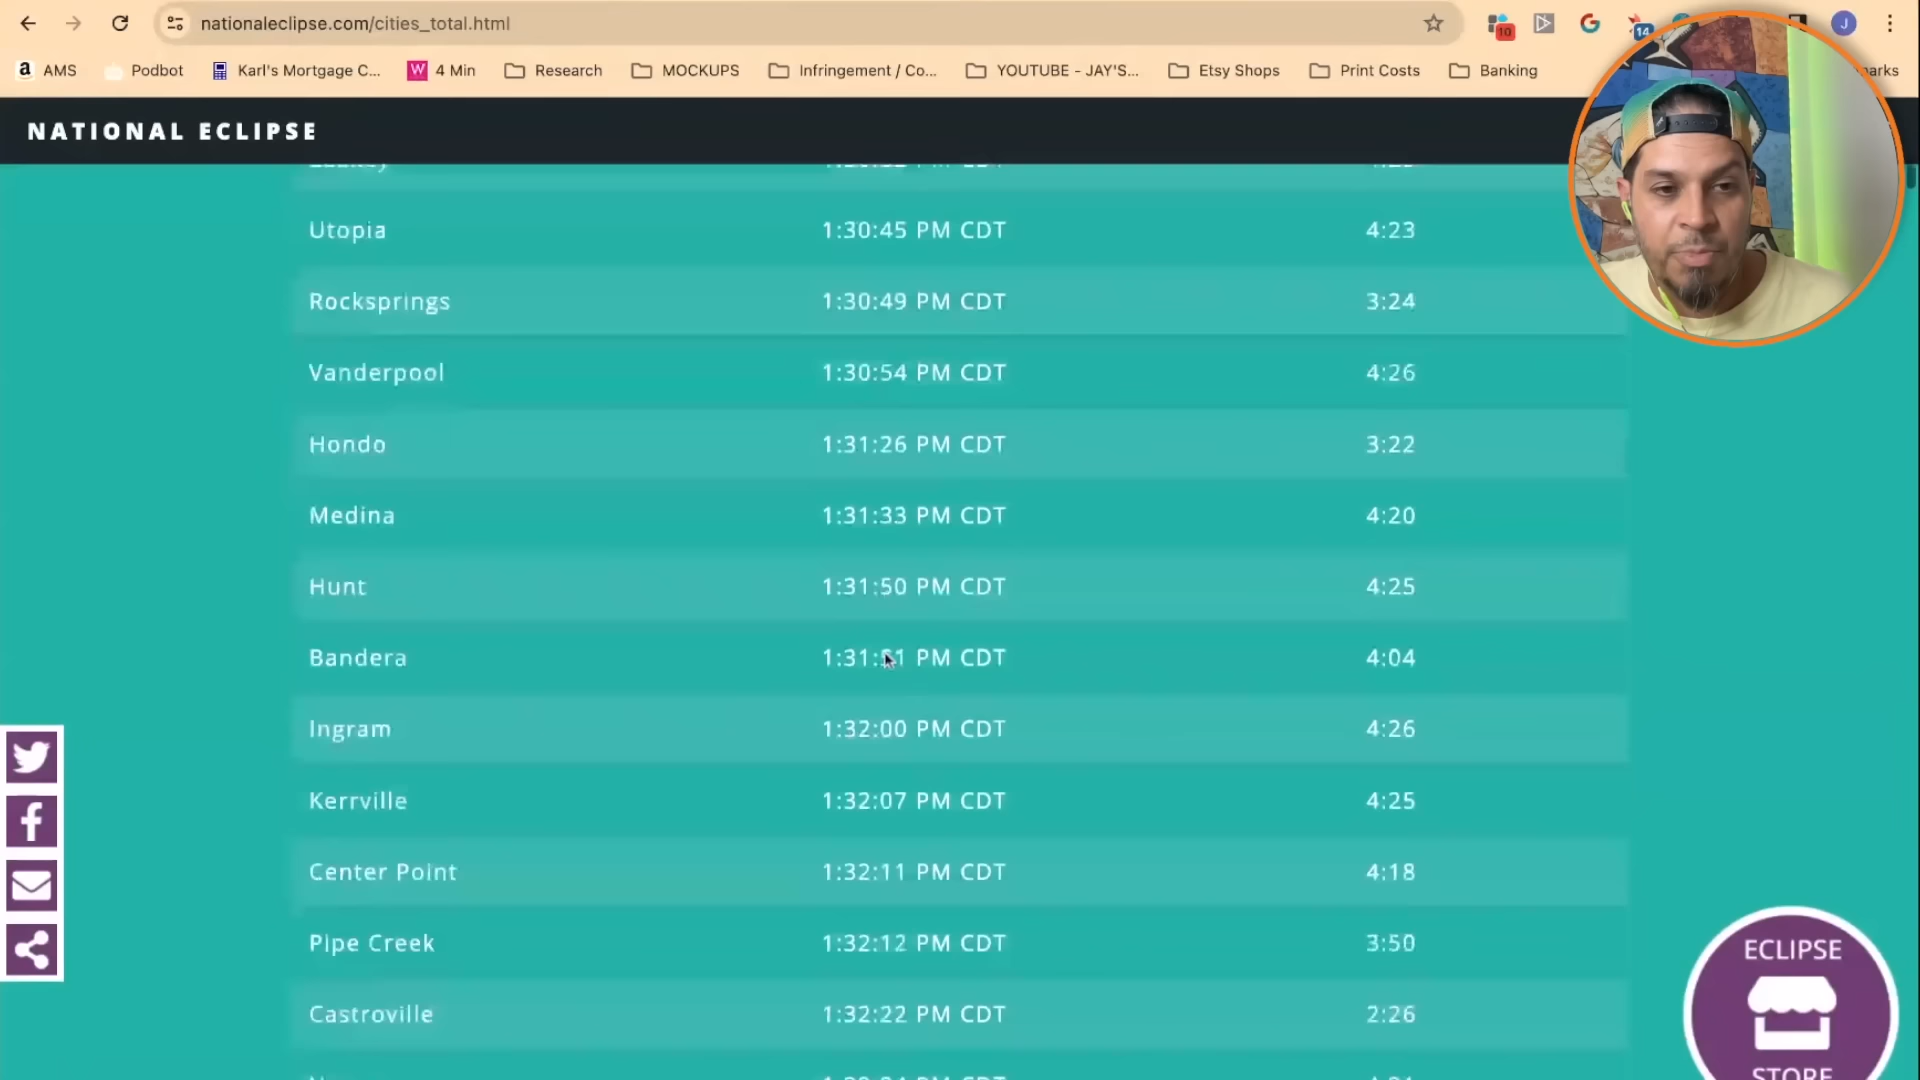 nationaleclipse.com/cities_total.html
10
14
J
a AMS
Podbot
Karl's Mortgage C...
W 4 Min
Research
MOCKUPS
Infringement / Co...
YOUTUBE - JAY'S...
Etsy Shops
Print Costs
Banking
NATIONAL ECLIPSE
Utopia 1:30:45 PM CDT 4:23
Rocksprings 1:30:49 PM CDT 3:24
Vanderpool 1:30:54 PM CDT 4:26
Hondo 1:31:26 PM CDT 3:22
Medina 1:31:33 PM CDT 4:20
Hunt 1:31:50 PM CDT 4:25
Bandera PM CDT 4:04
Ingram 1:32:00 PM CDT 4:26
Kerrville 1:32:07 PM CDT 4:25
Center Point 1:32:11 PM CDT 4:18
Pipe Creek 1:32:12 PM CDT 3:50
Castroville 1:32:22 PM CDT 2:26
ECLIPSE
STORE